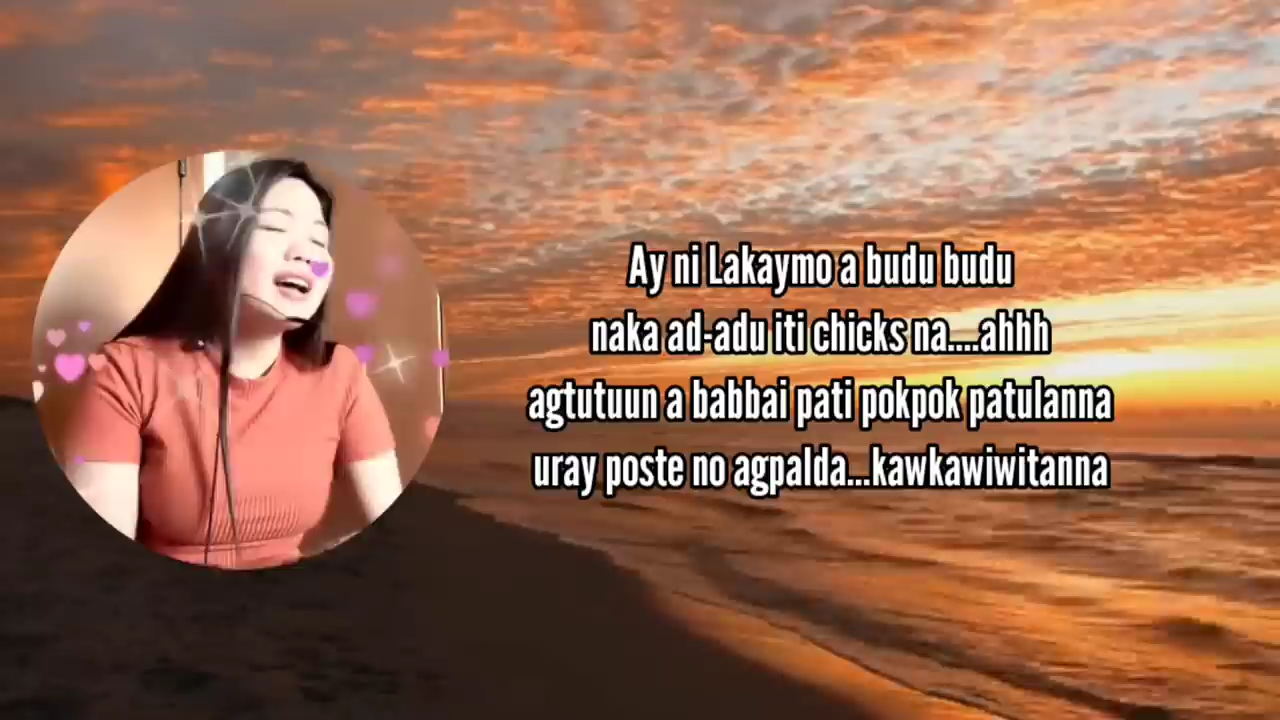 Ay ni Lakaymo a budu budu
naka ad-adu iti chicks na....ahhh
agtutuun a babbai pati pokpok patulanna
uray poste no agpalda...kawkawiwitanna